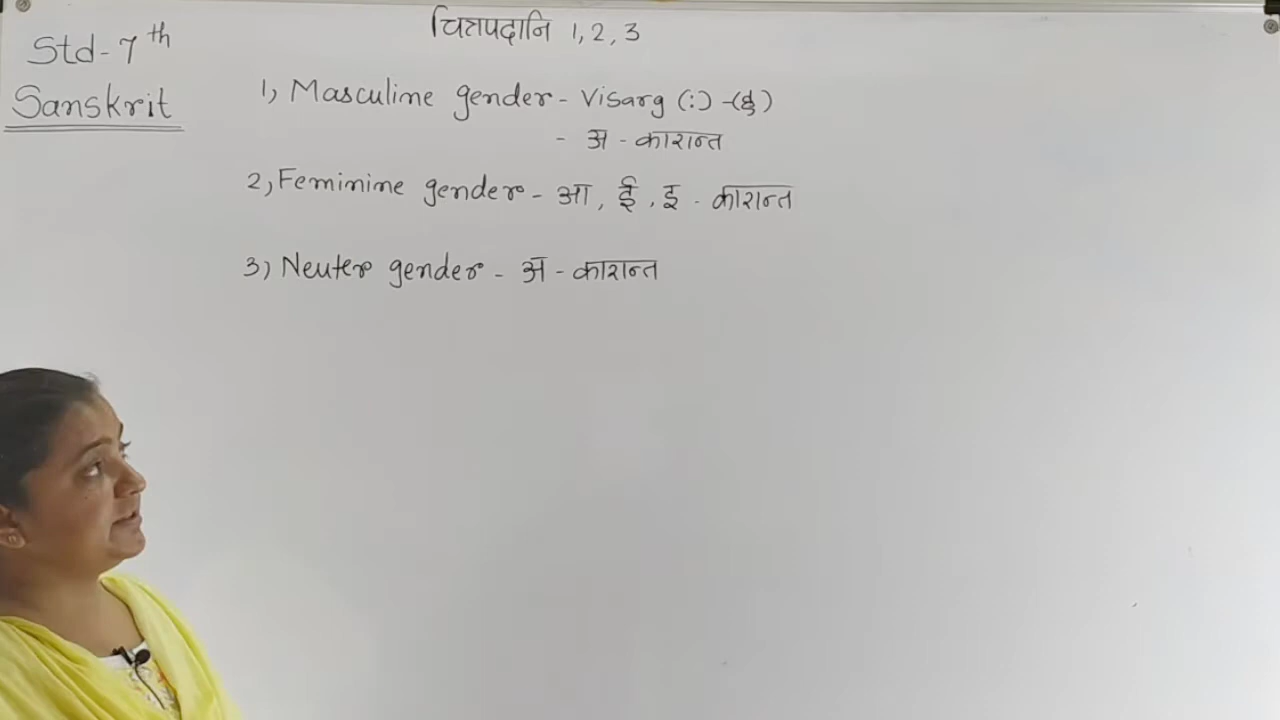 चित्रपदानि 1, 2, 3
Std- 7th
Sanskrit
1) Masculine gender - Visarg (:) - (ह्)
- अ - कारान्त
2) Feminine gender - आ, ई, इ - कारान्त
3) Neuter gender - अ - कारान्त